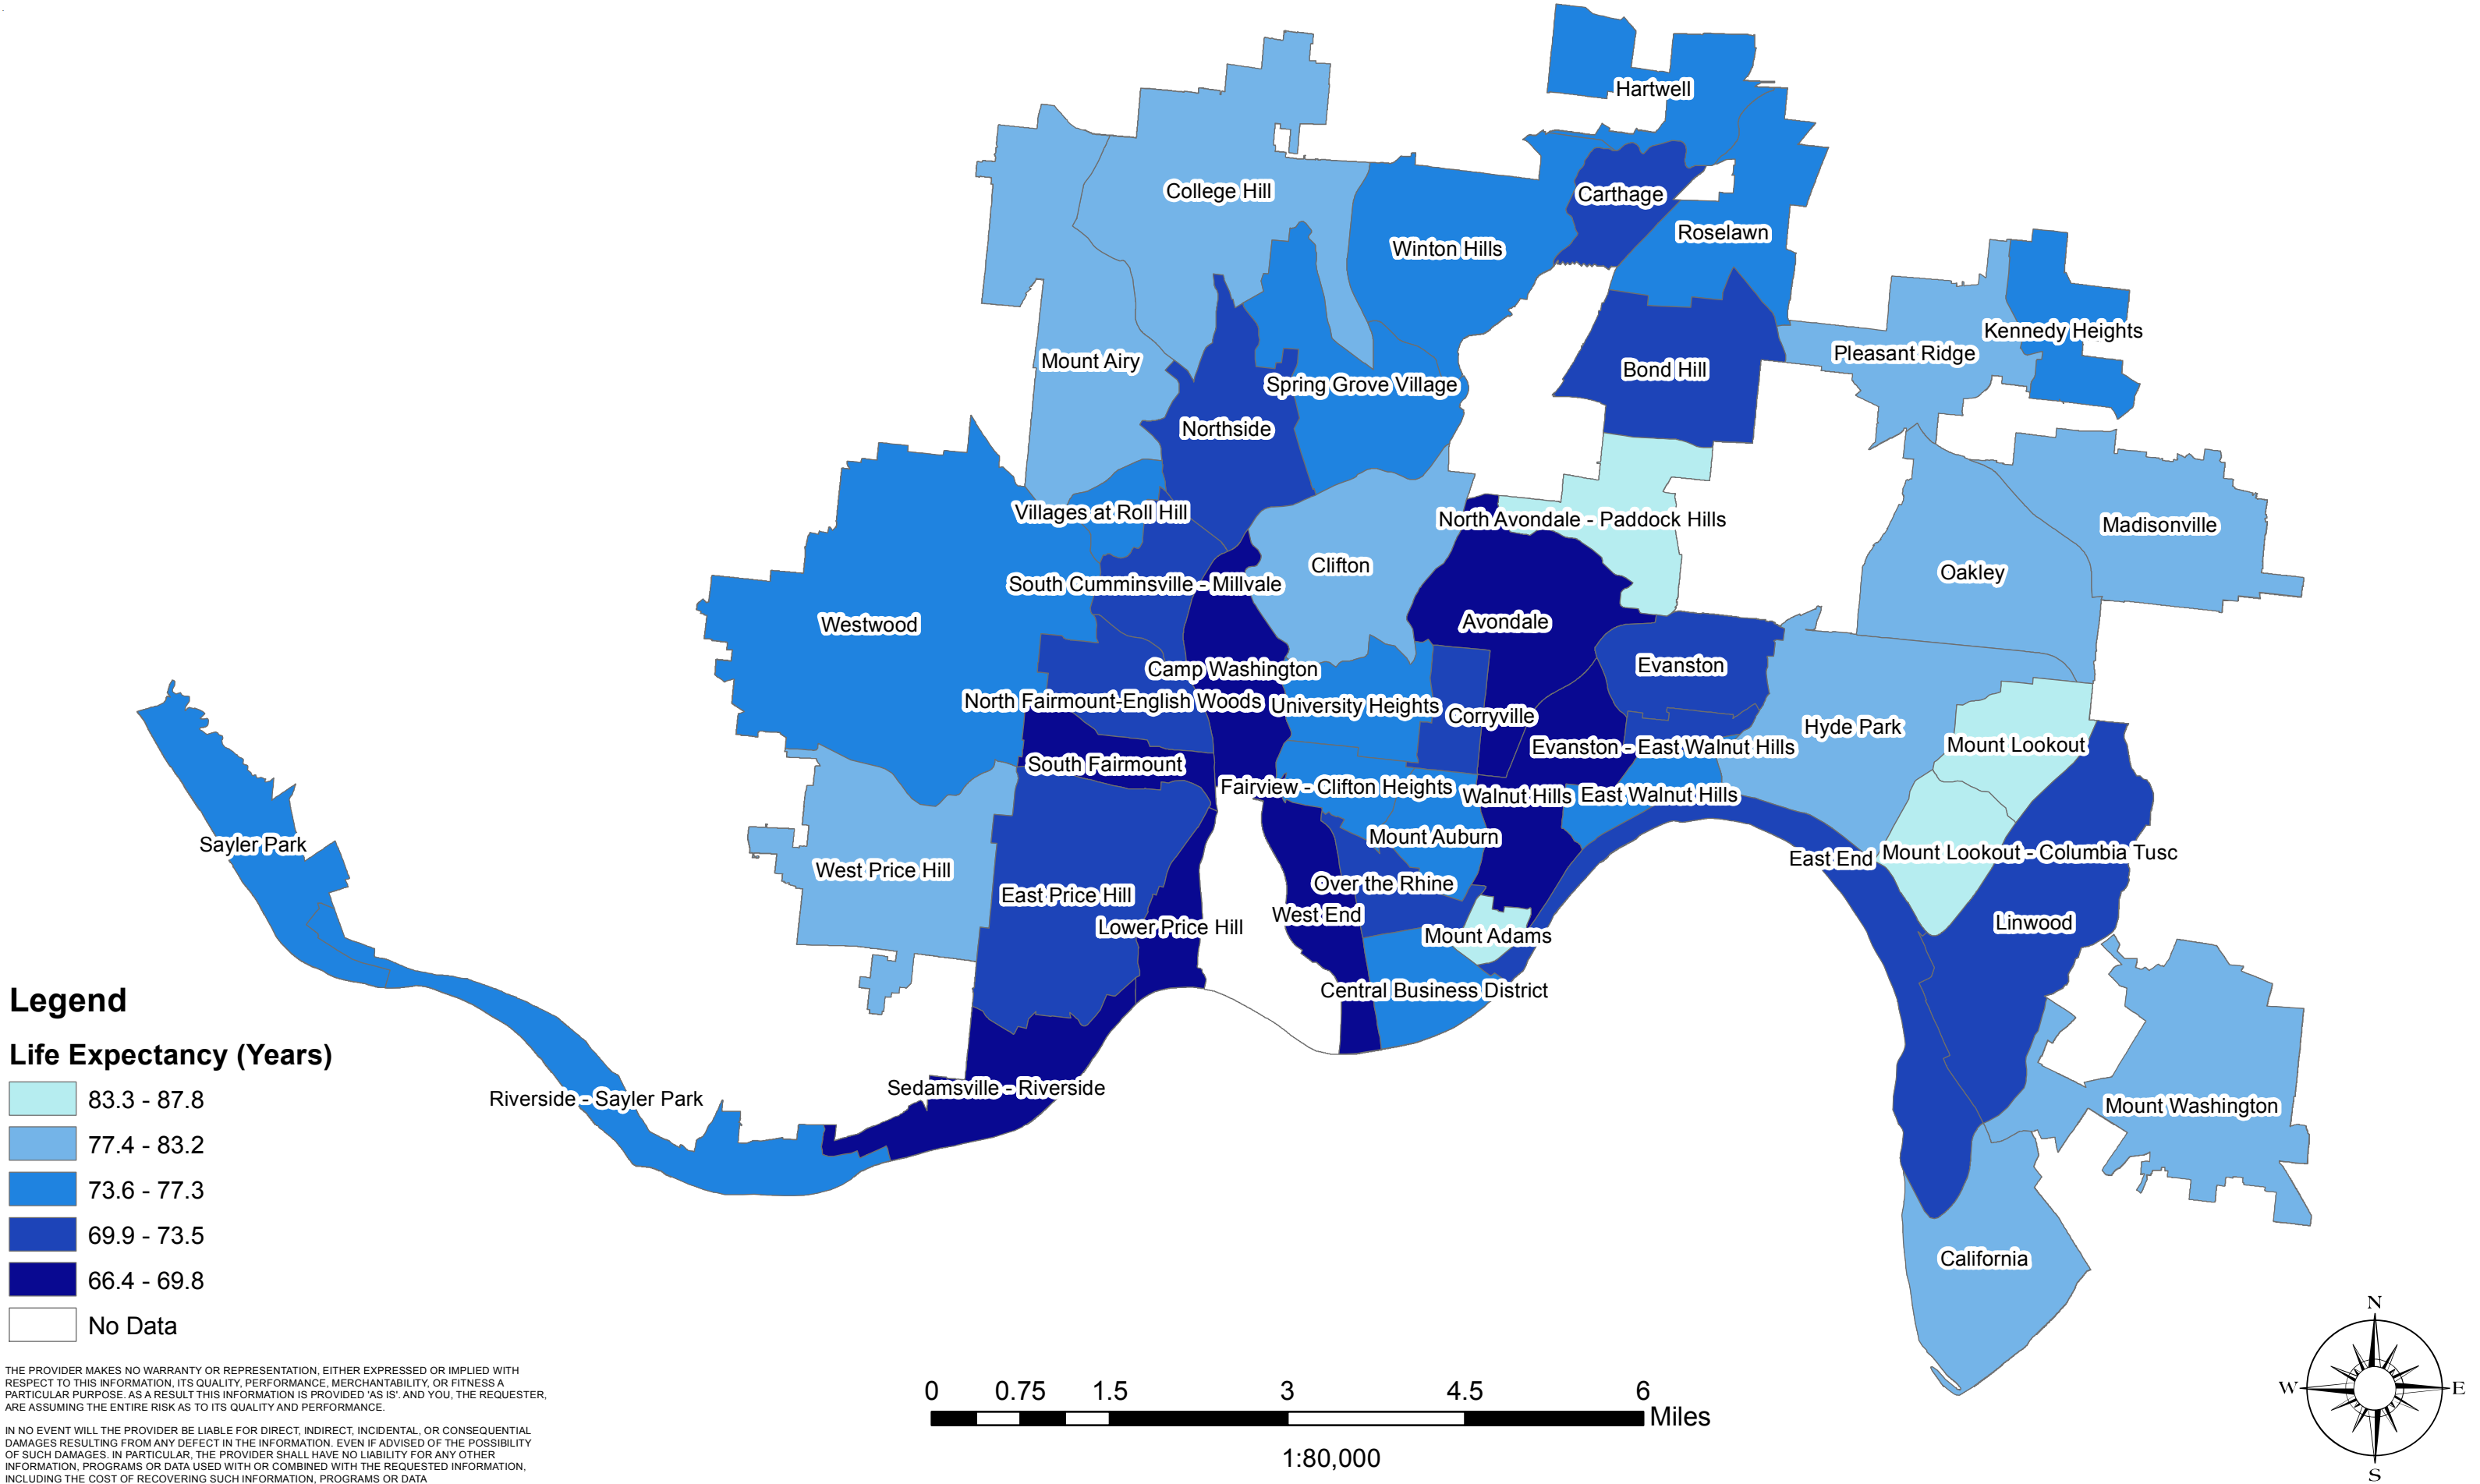 Hartwell
College Hill
Carthage
Roselawn
Winton Hills
Kennedy Heights
Pleasant Ridge
Mount Airy
Bond Hill
Spring Grove Village
Northside
Villages at Roll Hill
North Avondale - Paddock Hills
Madisonville
Clifton
Oakley
South Cumminsville - Millvale
Westwood
Avondale
Evanston
Camp Washington
North Fairmount-English Woods
University Heights
Corryville
Hyde Park
Evanston - East Walnut Hills
Mount Lookout
South Fairmount
Fairview - Clifton Heights
Walnut Hills
East Walnut Hills
Mount Auburn
Sayler Park
East End
Mount Lookout - Columbia Tusc
West Price Hill
Over the Rhine
East Price Hill
West End
Linwood
Lower Price Hill
Mount Adams
Central Business District
Sedamsville - Riverside
Riverside - Sayler Park
Mount Washington
California
Legend
Life Expectancy (Years)
83.3 - 87.8
77.4 - 83.2
73.6 - 77.3
69.9 - 73.5
66.4 - 69.8
No Data
THE PROVIDER MAKES NO WARRANTY OR REPRESENTATION, EITHER EXPRESSED OR IMPLIED WITH
RESPECT TO THIS INFORMATION, ITS QUALITY, PERFORMANCE, MERCHANTABILITY, OR FITNESS A
PARTICULAR PURPOSE. AS A RESULT THIS INFORMATION IS PROVIDED 'AS IS'. AND YOU, THE REQUESTER,
ARE ASSUMING THE ENTIRE RISK AS TO ITS QUALITY AND PERFORMANCE.
IN NO EVENT WILL THE PROVIDER BE LIABLE FOR DIRECT, INDIRECT, INCIDENTAL, OR CONSEQUENTIAL
DAMAGES RESULTING FROM ANY DEFECT IN THE INFORMATION. EVEN IF ADVISED OF THE POSSIBILITY
OF SUCH DAMAGES. IN PARTICULAR, THE PROVIDER SHALL HAVE NO LIABILITY FOR ANY OTHER
INFORMATION, PROGRAMS OR DATA USED WITH OR COMBINED WITH THE REQUESTED INFORMATION,
INCLUDING THE COST OF RECOVERING SUCH INFORMATION, PROGRAMS OR DATA
0 0.75 1.5 3 4.5 6
Miles
1:80,000
N
W E
S